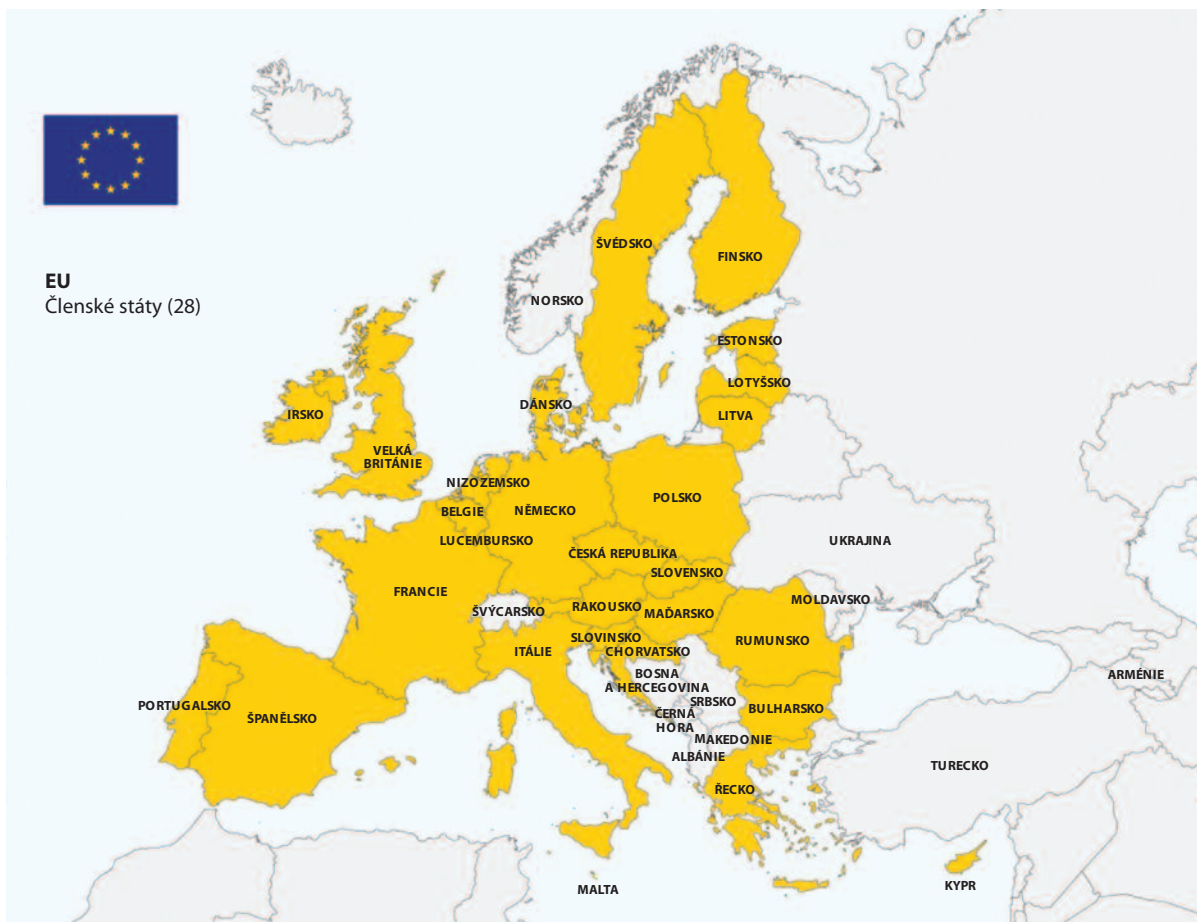 EU
Členské státy (28)
ŠVÉDSKO
FINSKO
NORSKO
ESTONSKO
LOTYŠSKO
LITVA
DÁNSKO
IRSKO
VELKÁ
BRITÁNIE
NIZOZEMSKO
BELGIE
NĚMECKO
POLSKO
LUCEMBURSKO
ČESKÁ REPUBLIKA
UKRAJINA
SLOVENSKO
FRANCIE
ŠVÝCARSKO
RAKOUSKO
MAĎARSKO
MOLDAVSKO
SLOVINSKO
RUMUNSKO
ITÁLIE
CHORVATSKO
BOSNA
A HERCEGOVINA
ARMÉNIE
SRBSKO
PORTUGALSKO
ŠPANĚLSKO
BULHARSKO
ČERNÁ
HORA
MAKEDONIE
ALBÁNIE
TURECKO
ŘECKO
MALTA
KYPR